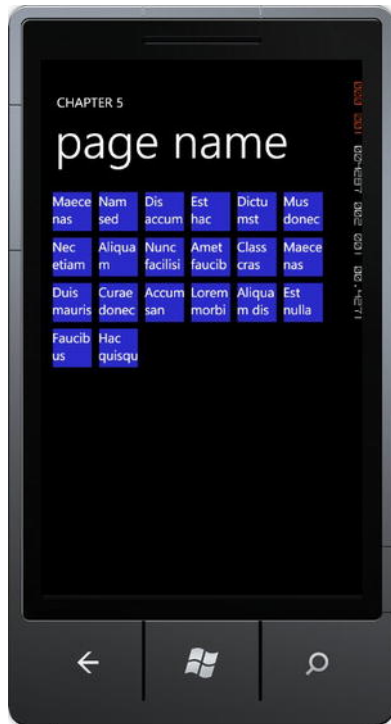 CHAPTER 5
page name
Maece Nam Dis Est Dictu Mus
nas sed accum hac mst donec
Nec Aliqua Nunc Amet Class Maece
etiam m facilisi faucib cras nas
Duis Curae Accum Lorem Aliqua Est
mauris donec san morbi m dis nulla
Faucib Hac
us quisqu